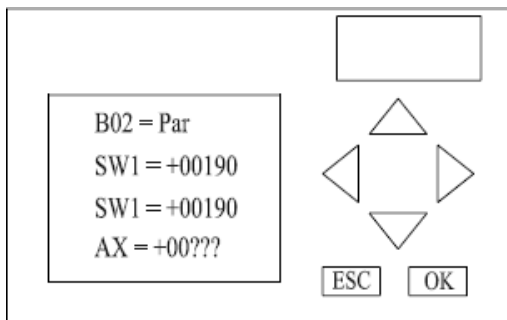 B02 = Par
SW1 = +00190
SW1 = +00190
AX = +00???
ESC OK